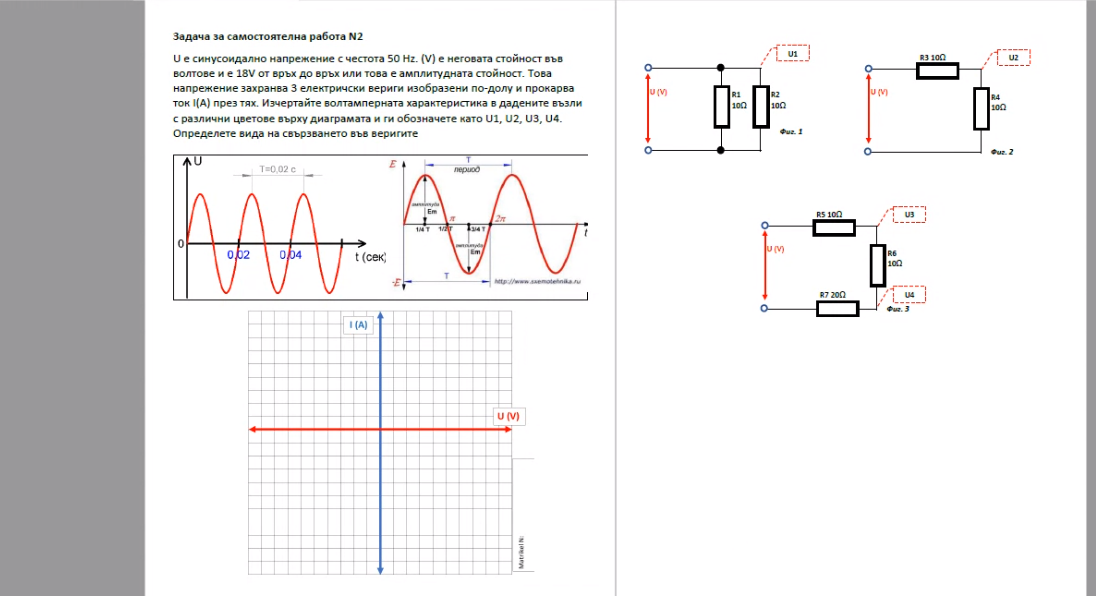 Задача за самостоятелна работа N2
U е синусоидално напрежение с честота 50 Hz. (V) е неговата стойност във
волтове и е 18V от връх до връх или това е амплитудната стойност. Това
напрежение захранва 3 електрически вериги изобразени по-долу и прокарва
ток I(A) през тях. Изчертайте волтамперната характеристика в дадените възли
с различни цветове върху диаграмата и ги обозначете като U1, U2, U3, U4.
Определете вида на свързването във веригите
U
T=0,02 c
0
0,02
0,04
t (сек)
E
T
период
амплитуда
Em
π
2π
1/4 T
1/2 T
3/4 T
t
амплитуда
Em
T
-E
http://www.sxemotehnika.ru
I (A)
U (V)
Matrikel N:
U1
U (V)
R1
10Ω
R2
10Ω
Фиг. 1
R3 10Ω
U2
U (V)
R4
10Ω
Фиг. 2
R5 10Ω
U3
U (V)
R6
10Ω
R7 20Ω
U4
Фиг. 3